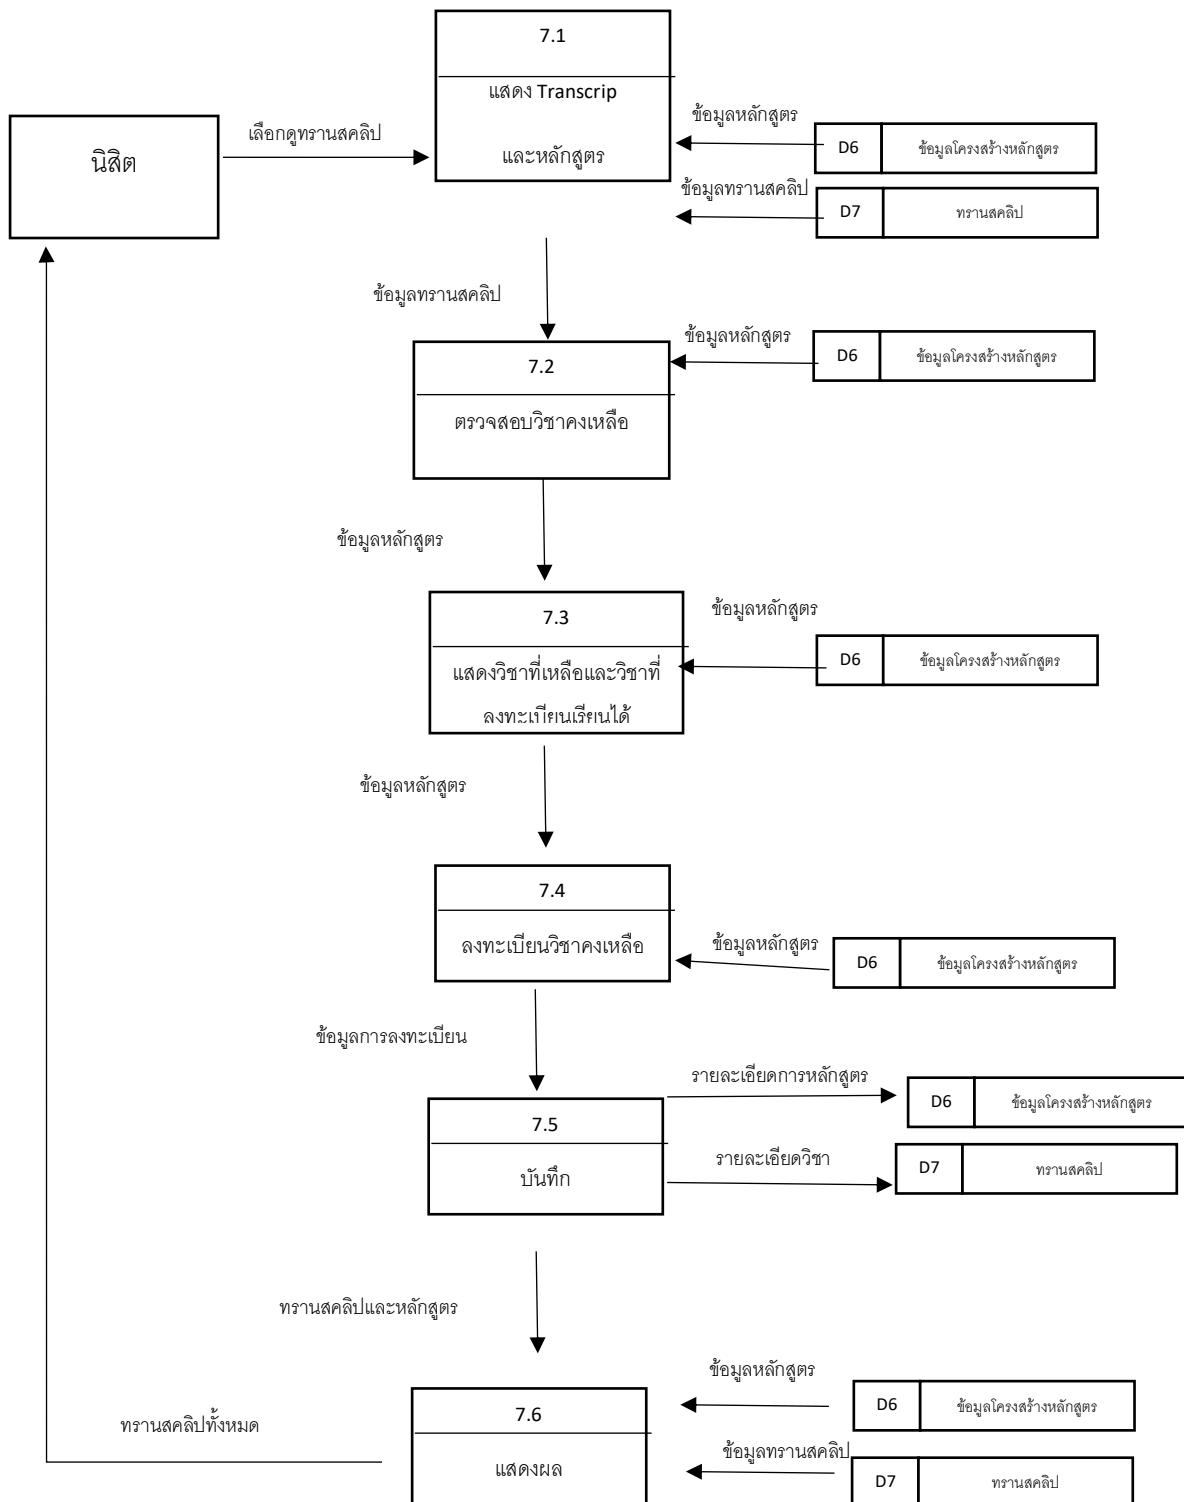 7.1
แสดง Transcrip
และหลักสูตร
นิสิต
เลือกดูทรานสคลิป
ข้อมูลหลักสูตร
D6 ข้อมูลโครงสร้างหลักสูตร
ข้อมูลทรานสคลิป
D7 ทรานสคลิป
ข้อมูลทรานสคลิป
7.2
ตรวจสอบวิชาคงเหลือ
ข้อมูลหลักสูตร
D6 ข้อมูลโครงสร้างหลักสูตร
ข้อมูลหลักสูตร
7.3
แสดงวิชาที่เหลือและวิชาที่
ลงทะเบียนเรียนได้
ข้อมูลหลักสูตร
D6 ข้อมูลโครงสร้างหลักสูตร
ข้อมูลหลักสูตร
7.4
ลงทะเบียนวิชาคงเหลือ
ข้อมูลหลักสูตร
D6 ข้อมูลโครงสร้างหลักสูตร
ข้อมูลการลงทะเบียน
7.5
บันทึก
รายละเอียดการหลักสูตร
D6 ข้อมูลโครงสร้างหลักสูตร
รายละเอียดวิชา
D7 ทรานสคลิป
ทรานสคลิปและหลักสูตร
7.6
แสดงผล
ข้อมูลหลักสูตร
D6 ข้อมูลโครงสร้างหลักสูตร
ข้อมูลทรานสคลิป
D7 ทรานสคลิป
ทรานสคลิปทั้งหมด